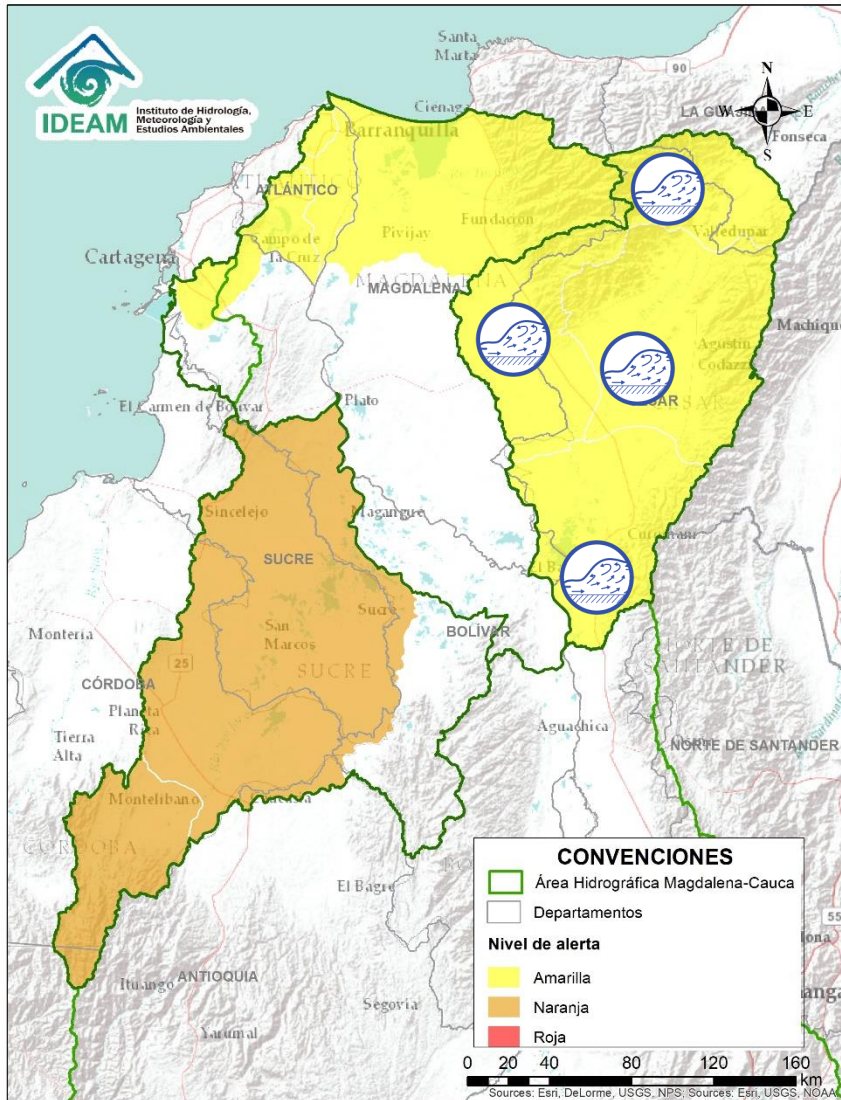 IDEAM
Instituto de Hidrología,
Meteorología y
Estudios Ambientales
Santa
Marta
90
N
W
E
S
LA GUAJIRA
Fonseca
Ciénaga
Barranquilla
ATLÁNTICO
Fundación
Valledupar
Cartagena
Campo de
la Cruz
Pivijay
MAGDALENA
MAGDALENA
Machique
Agustín
Codazzi
El Carmen de Bolívar
Plato
Sincelejo
Magangué
SUCRE
Sucre
San
Marcos
SUCRE
BOLÍVAR
Montería
25
CÓRDOBA
Planeta
Rica
Tierra
Alta
NORTE DE
SANTANDER
Aguachica
NORTE DE SANTANDER
Montelíbano
CÓRDOBA
El Bagre
Ituango
ANTIOQUIA
Segovia
Yarumal
55
CONVENCIONES
Área Hidrográfica Magdalena-Cauca
Departamentos
Nivel de alerta
Amarilla
Naranja
Roja
0 20 40 80 120 160
km
Sources: Esri, DeLorme, USGS, NPS; Sources: Esri, USGS, NOAA